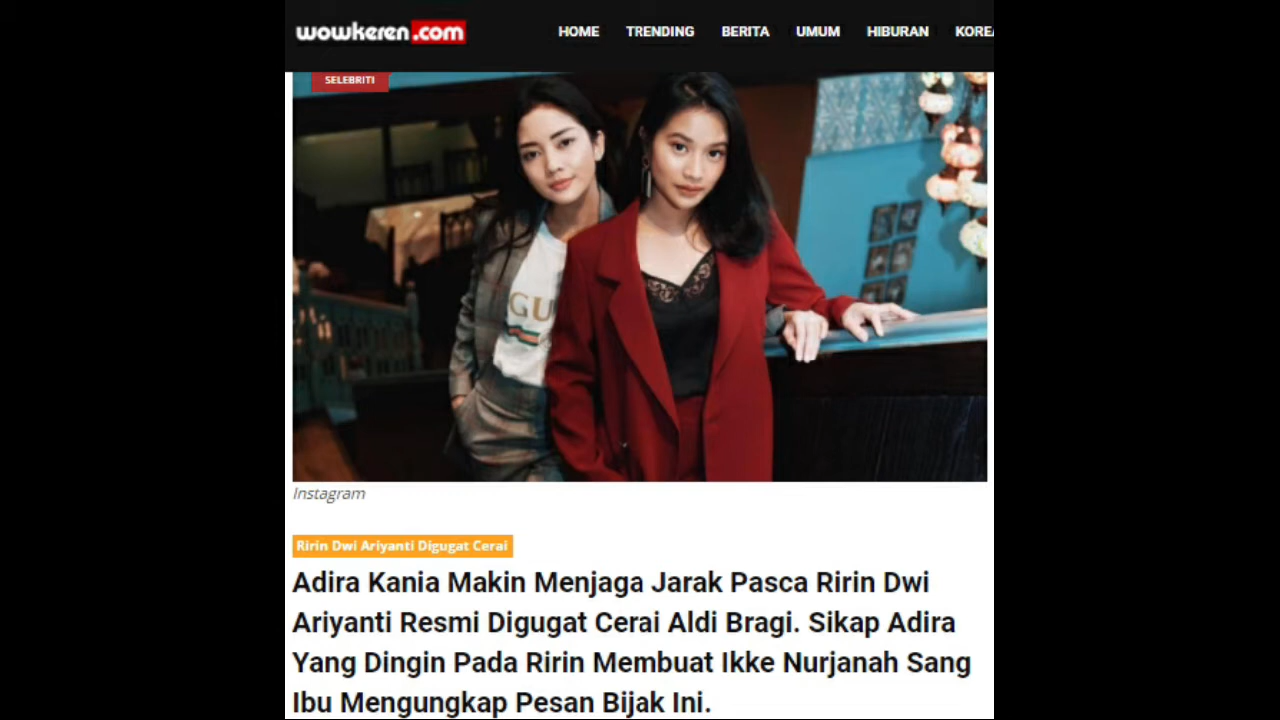 wowkeren.com HOME TRENDING BERITA UMUM HIBURAN KOREA
SELEBRITI
GU
Instagram
Ririn Dwi Ariyanti Digugat Cerai
Adira Kania Makin Menjaga Jarak Pasca Ririn Dwi
Ariyanti Resmi Digugat Cerai Aldi Bragi. Sikap Adira
Yang Dingin Pada Ririn Membuat Ikke Nurjanah Sang
Ibu Mengungkap Pesan Bijak Ini.